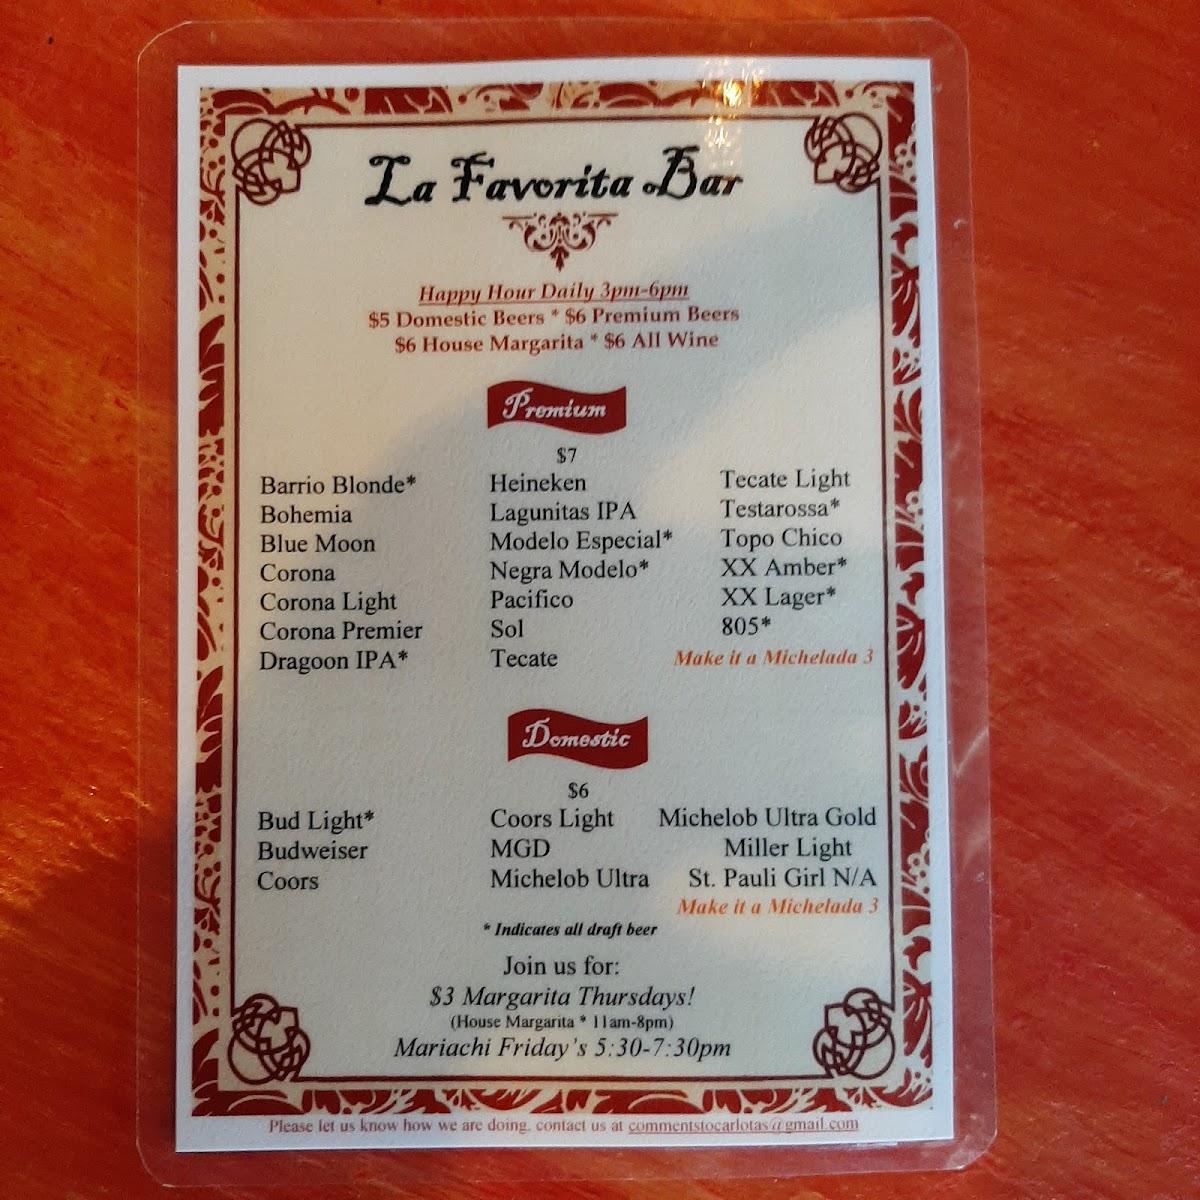 La Favorita Bar
Happy Hour Daily 3pm-6pm
$5 Domestic Beers * $6 Premium Beers
$6 House Margarita * $6 All Wine
Premium
$7
Barrio Blonde* Heineken Tecate Light
Bohemia Lagunitas IPA Testarossa*
Blue Moon Modelo Especial* Topo Chico
Corona Negra Modelo* XX Amber*
Corona Light Pacifico XX Lager*
Corona Premier Sol 805*
Dragoon IPA* Tecate Make it a Michelada 3
Domestic
$6
Bud Light* Coors Light Michelob Ultra Gold
Budweiser MGD Miller Light
Coors Michelob Ultra St. Pauli Girl N/A
Make it a Michelada 3
* Indicates all draft beer
Join us for:
$3 Margarita Thursdays!
(House Margarita * 11am-8pm)
Mariachi Friday's 5:30-7:30pm
Please let us know how we are doing. contact us at commentstocarlotas@gmail.com